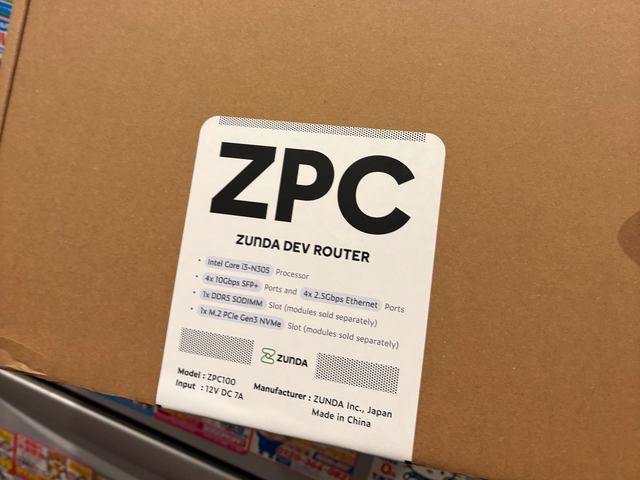 ZPC
ZUNDA DEV ROUTER
• Intel Core i3-N305 Processor
• 4x 10Gbps SFP+ Ports and 4x 2.5Gbps Ethernet Ports
• 1x DDR5 SODIMM Slot (modules sold separately)
• 1x M.2 PCIe Gen3 NVMe Slot (modules sold separately)
ZUNDA
Model : ZPC100
Input : 12V DC 7A
Manufacturer : ZUNDA Inc., Japan
Made in China